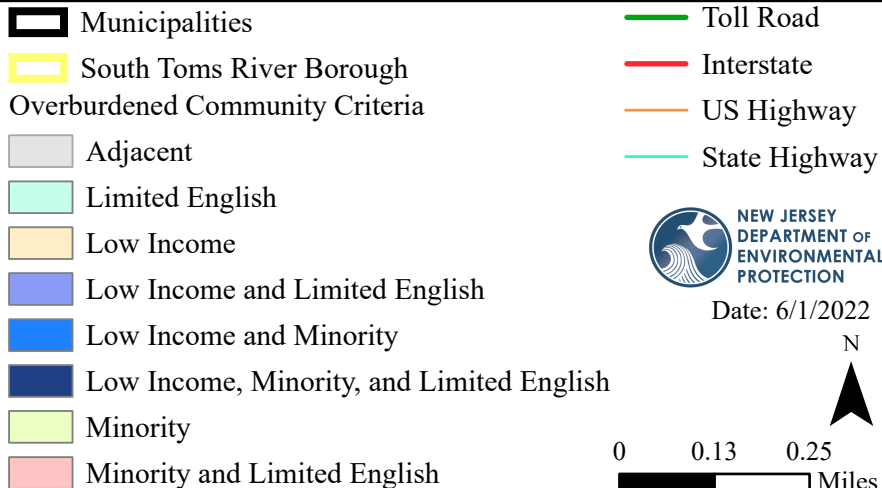 Municipalities
South Toms River Borough
Overburdened Community Criteria
Adjacent
Limited English
Low Income
Low Income and Limited English
Low Income and Minority
Low Income, Minority, and Limited English
Minority
Minority and Limited English
Toll Road
Interstate
US Highway
State Highway
NEW JERSEY
DEPARTMENT OF
ENVIRONMENTAL
PROTECTION
Date: 6/1/2022
N
0 0.13 0.25
Miles